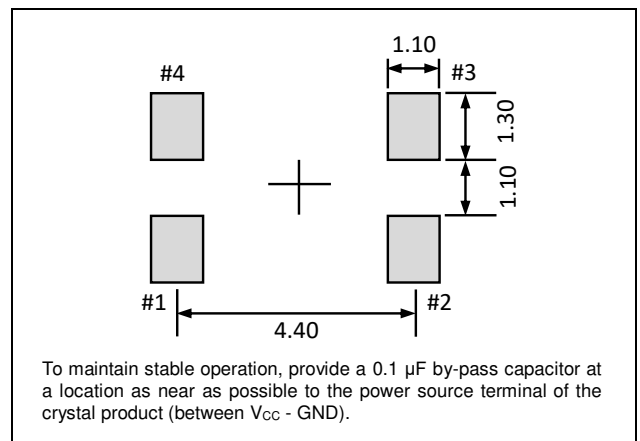 1.10
#4
#3
1.30
1.10
#1
#2
4.40
To maintain stable operation, provide a 0.1 µF by-pass capacitor at
a location as near as possible to the power source terminal of the
crystal product (between VCC - GND).